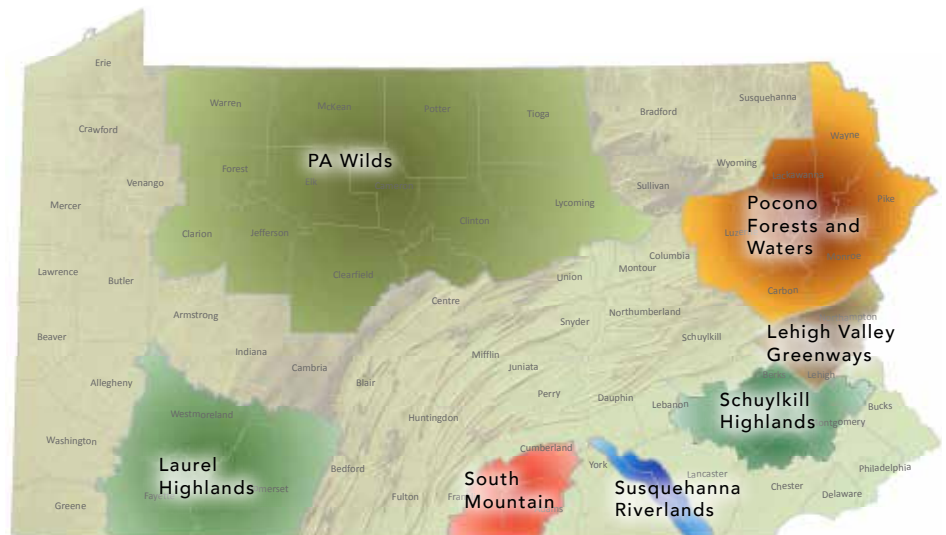 Erie
Warren
McKean
Potter
Tioga
Bradford
Susquehanna
Crawford
Wayne
PA Wilds
Forest
Wyoming
Venango
Sullivan
Mercer
Lycoming
Pike
Pocono
Forests and
Waters
Clarion
Jefferson
Clinton
Columbia
Montour
Lawrence
Butler
Clearfield
Union
Carbon
Centre
Armstrong
Snyder
Northumberland
Beaver
Schuylkill
Lehigh Valley
Greenways
Indiana
Mifflin
Juniata
Cambria
Lehigh
Allegheny
Blair
Perry
Dauphin
Lebanon
Schuylkill
Highlands
Bucks
Westmoreland
Huntingdon
Washington
Cumberland
York
Bedford
Laurel
Highlands
South
Mountain
Lancaster
Philadelphia
Susquehanna
Riverlands
Chester
Delaware
Fulton
Greene